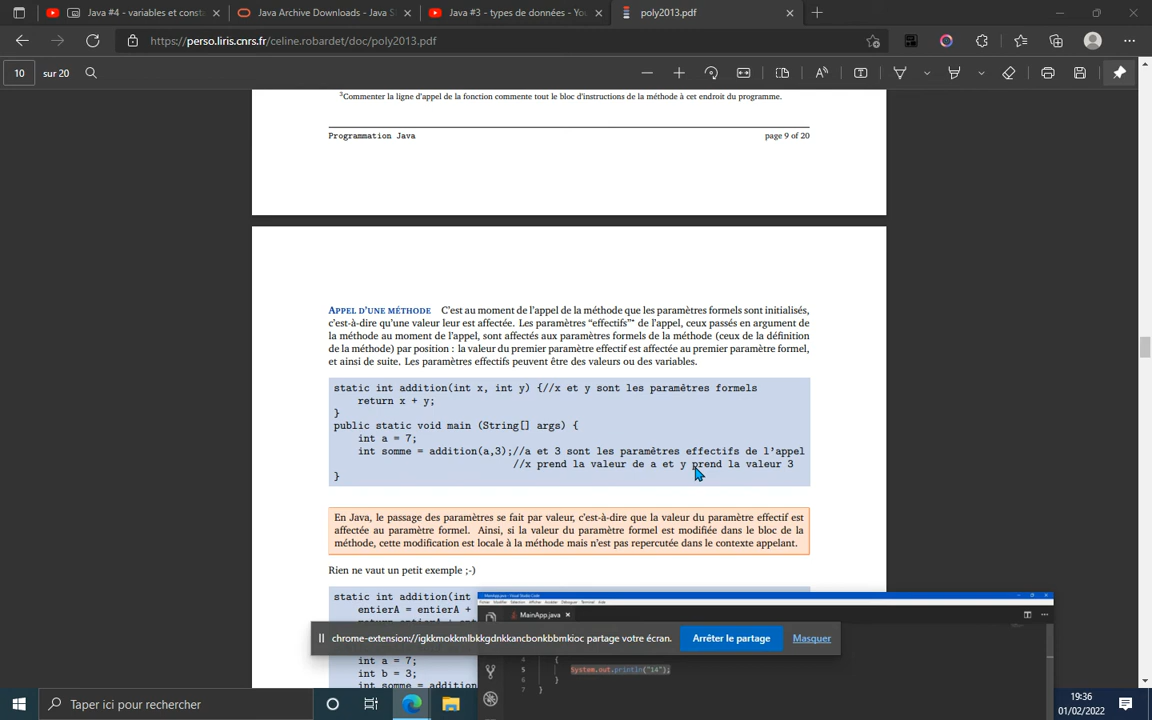 Java #4 - variables et const
Java Archive Downloads - Java S
Java #3 - types de données - You
poly2013.pdf
https://perso.liris.cnrs.fr/celine.robardet/doc/poly2013.pdf
10 sur 20
³Commenter la ligne d'appel de la fonction commente tout le bloc d'instructions de la méthode à cet endroit du programme.
Programmation Java page 9 of 20
APPEL D'UNE MÉTHODE C'est au moment de l'appel de la méthode que les paramètres formels sont initialisés,
c'est-à-dire qu'une valeur leur est affectée. Les paramètres "effectifs"" de l'appel, ceux passés en argument de
la méthode au moment de l'appel, sont affectés aux paramètres formels de la méthode (ceux de la définition
de la méthode) par position : la valeur du premier paramètre effectif est affectée au premier paramètre formel,
et ainsi de suite. Les paramètres effectifs peuvent être des valeurs ou des variables.
static int addition(int x, int y) {//x et y sont les paramètres formels
return x + y;
}
public static void main (String[] args) {
int a = 7;
int somme = addition(a,3);//a et 3 sont les paramètres effectifs de l'appel
//x prend la valeur de a et y prend la valeur 3
}
En Java, le passage des paramètres se fait par valeur, c'est-à-dire que la valeur du paramètre effectif est
affectée au paramètre formel. Ainsi, si la valeur du paramètre formel est modifiée dans le bloc de la
méthode, cette modification est locale à la méthode mais n'est pas repercutée dans le contexte appelant.
Rien ne vaut un petit exemple ;-)
static int addition(int
entierA = entierA +
MainApp.java
chrome-extension://igkkmokkmlbkkgdnkkancbonkbbmkioc partage votre écran. Arrêter le partage Masquer
int a = 7;
int b = 3;
int somme = addition
4 {
5 System.out.println("14");
6 }
7 }
Taper ici pour rechercher
19:36
01/02/2022